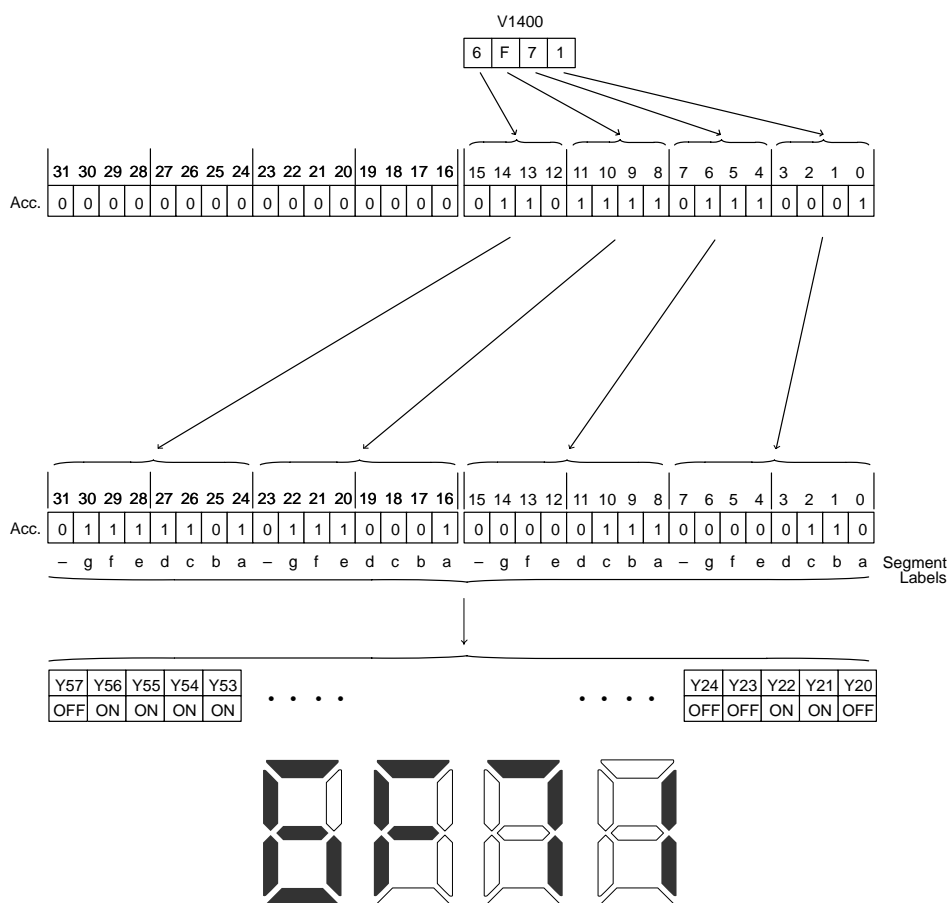 V1400
6 F 7 1
31 30 29 28 27 26 25 24 23 22 21 20 19 18 17 16 15 14 13 12 11 10 9 8 7 6 5 4 3 2 1 0
Acc. 0 0 0 0 0 0 0 0 0 0 0 0 0 0 0 0 0 1 1 0 1 1 1 1 0 1 1 1 0 0 0 1
31 30 29 28 27 26 25 24 23 22 21 20 19 18 17 16 15 14 13 12 11 10 9 8 7 6 5 4 3 2 1 0
Acc. 0 1 1 1 1 1 0 1 0 1 1 1 0 0 0 1 0 0 0 0 0 1 1 1 0 0 0 0 0 1 1 0
– g f e d c b a – g f e d c b a – g f e d c b a – g f e d c b a Segment
Labels
Y57 Y56 Y55 Y54 Y53 . . . . . . . . Y24 Y23 Y22 Y21 Y20
OFF ON ON ON ON OFF OFF ON ON OFF
6 F 7 1